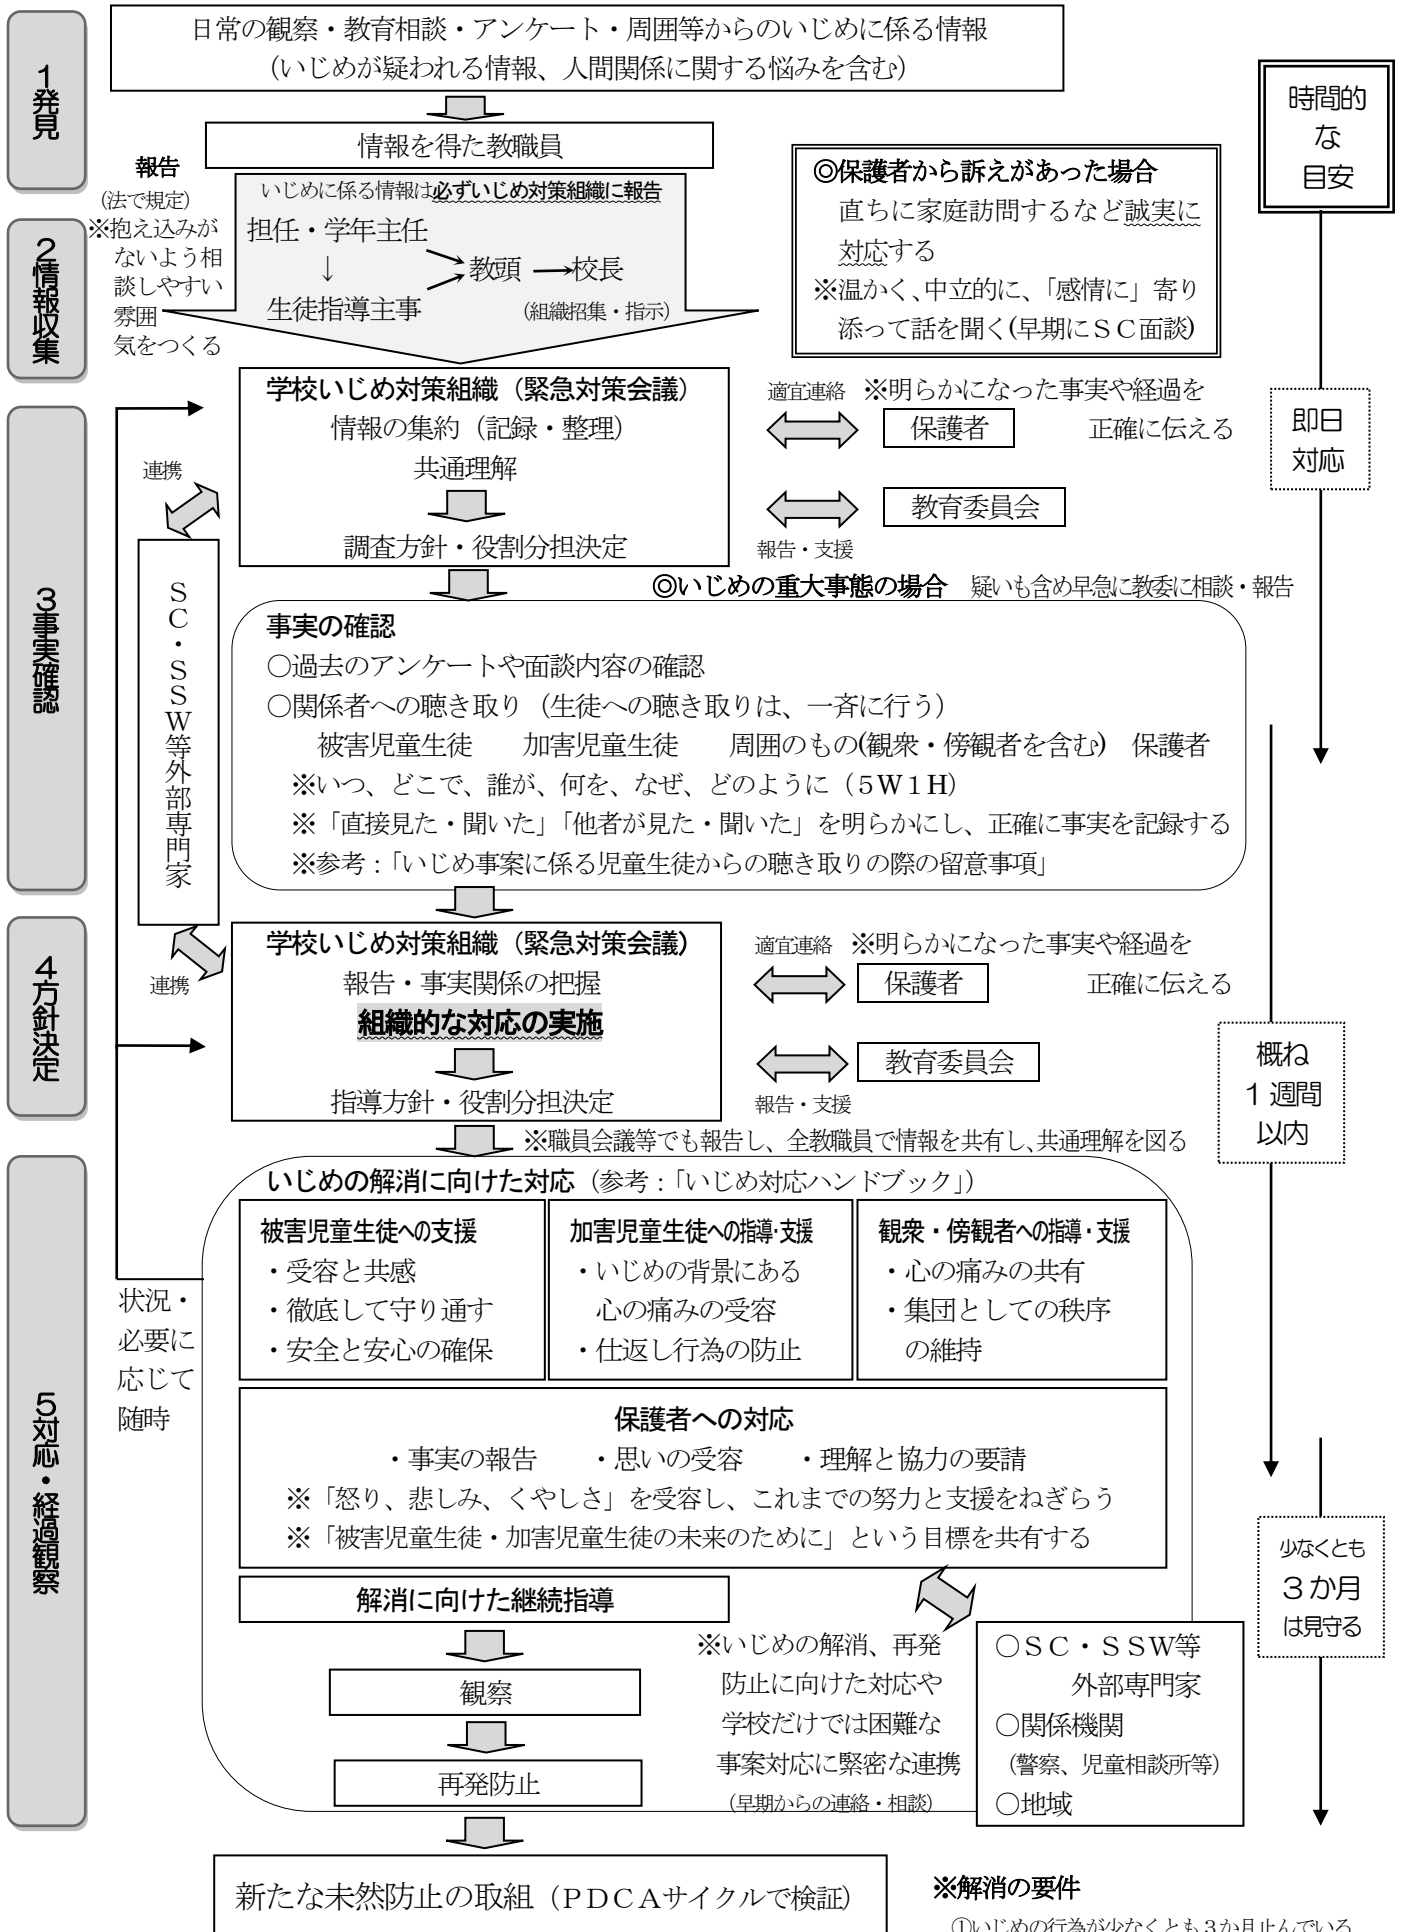 日常の観察・教育相談・アンケート・周囲等からのいじめに係る情報
(いじめが疑われる情報、人間関係に関する悩みを含む)
1発見
時間的
な
目安
情報を得た教職員
報告
(法で規定)
※抱え込みが
ないよう相
談しやすい
雰囲
気をつくる
いじめに係る情報は必ずいじめ対策組織に報告
担任・学年主任
↓
生徒指導主事
教頭
校長
(組織招集・指示)
◎保護者から訴えがあった場合
直ちに家庭訪問するなど誠実に
対応する
※温かく、中立的に、「感情に」寄り
添って話を聞く(早期にＳＣ面談)
2情報収集
学校いじめ対策組織（緊急対策会議）
情報の集約（記録・整理）
共通理解
調査方針・役割分担決定
適宜連絡 ※明らかになった事実や経過を
保護者 正確に伝える
教育委員会
報告・支援
即日
対応
連携
ＳＣ・ＳＳＷ等外部専門家
連携
3事実確認
◎いじめの重大事態の場合 疑いも含め早急に教委に相談・報告
事実の確認
○過去のアンケートや面談内容の確認
○関係者への聴き取り（生徒への聴き取りは、一斉に行う）
被害児童生徒 加害児童生徒 周囲のもの(観衆・傍観者を含む) 保護者
※いつ、どこで、誰が、何を、なぜ、どのように（５Ｗ１Ｈ）
※「直接見た・聞いた」「他者が見た・聞いた」を明らかにし、正確に事実を記録する
※参考：「いじめ事案に係る児童生徒からの聴き取りの際の留意事項」
4方針決定
学校いじめ対策組織（緊急対策会議）
報告・事実関係の把握
組織的な対応の実施
指導方針・役割分担決定
適宜連絡 ※明らかになった事実や経過を
保護者 正確に伝える
教育委員会
報告・支援
概ね
１週間
以内
※職員会議等でも報告し、全教職員で情報を共有し、共通理解を図る
5対応・経過観察
状況・
必要に
応じて
随時
いじめの解消に向けた対応（参考：「いじめ対応ハンドブック」）
被害児童生徒への支援
・受容と共感
・徹底して守り通す
・安全と安心の確保
加害児童生徒への指導・支援
・いじめの背景にある
心の痛みの受容
・仕返し行為の防止
観衆・傍観者への指導・支援
・心の痛みの共有
・集団としての秩序
の維持
保護者への対応
・事実の報告 ・思いの受容 ・理解と協力の要請
※「怒り、悲しみ、くやしさ」を受容し、これまでの努力と支援をねぎらう
※「被害児童生徒・加害児童生徒の未来のために」という目標を共有する
少なくとも
３か月
は見守る
解消に向けた継続指導
観察
再発防止
※いじめの解消、再発
防止に向けた対応や
学校だけでは困難な
事案対応に緊密な連携
(早期からの連絡・相談)
○ＳＣ・ＳＳＷ等
外部専門家
○関係機関
(警察、児童相談所等)
○地域
新たな未然防止の取組（ＰＤＣＡサイクルで検証）
※解消の要件
①いじめの行為が少なくとも３か月止んでいる